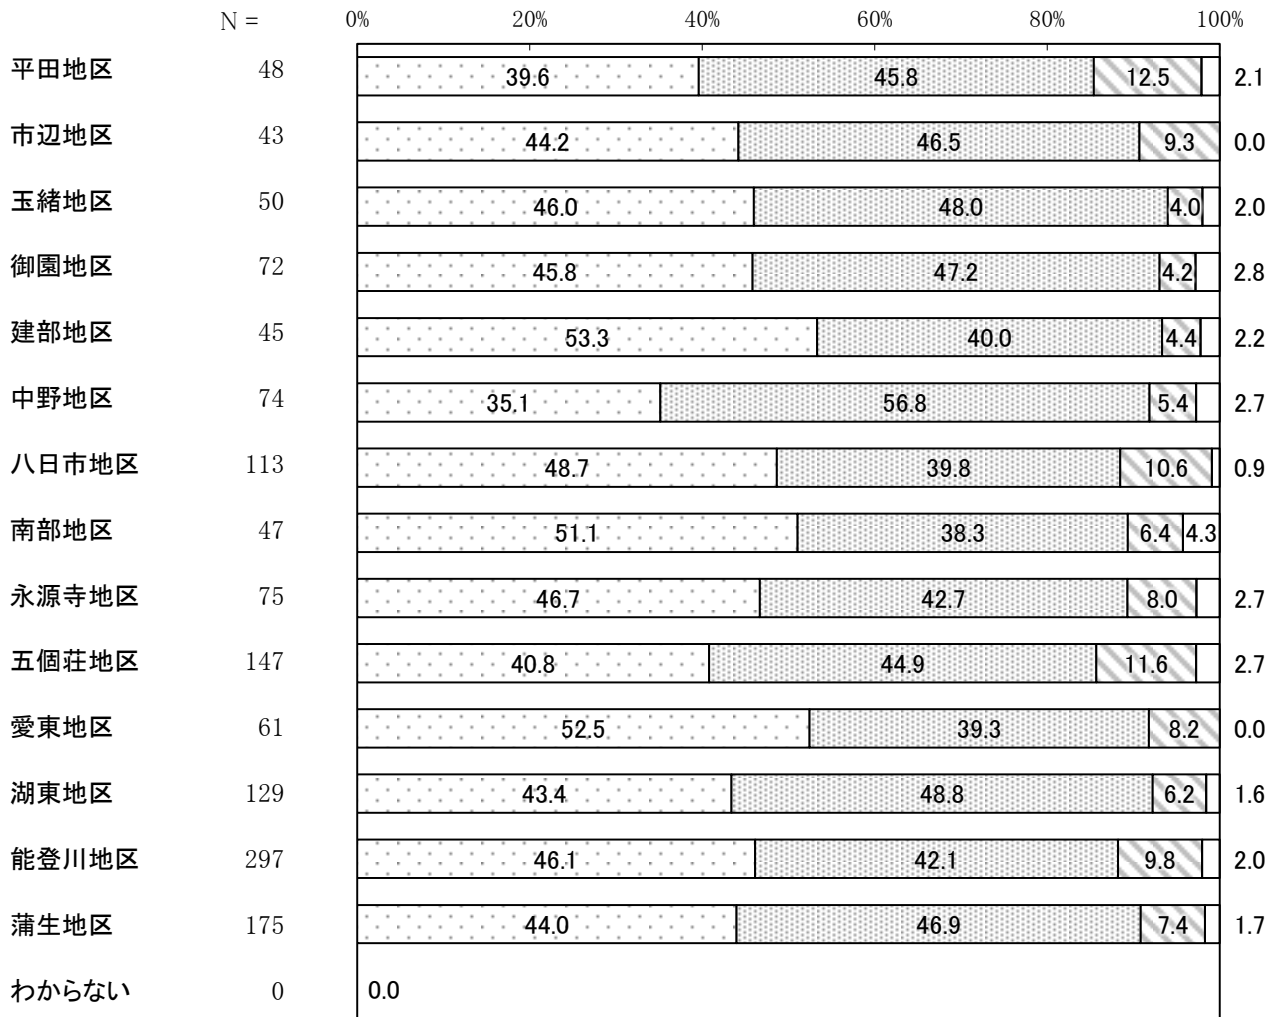 N = 0% 20% 40% 60% 80% 100%
平田地区 48 39.6 45.8 12.5 2.1
市辺地区 43 44.2 46.5 9.3 0.0
玉緒地区 50 46.0 48.0 4.0 2.0
御園地区 72 45.8 47.2 4.2 2.8
建部地区 45 53.3 40.0 4.4 2.2
中野地区 74 35.1 56.8 5.4 2.7
八日市地区 113 48.7 39.8 10.6 0.9
南部地区 47 51.1 38.3 6.4 4.3
永源寺地区 75 46.7 42.7 8.0 2.7
五個荘地区 147 40.8 44.9 11.6 2.7
愛東地区 61 52.5 39.3 8.2 0.0
湖東地区 129 43.4 48.8 6.2 1.6
能登川地区 297 46.1 42.1 9.8 2.0
蒲生地区 175 44.0 46.9 7.4 1.7
わからない 0 0.0